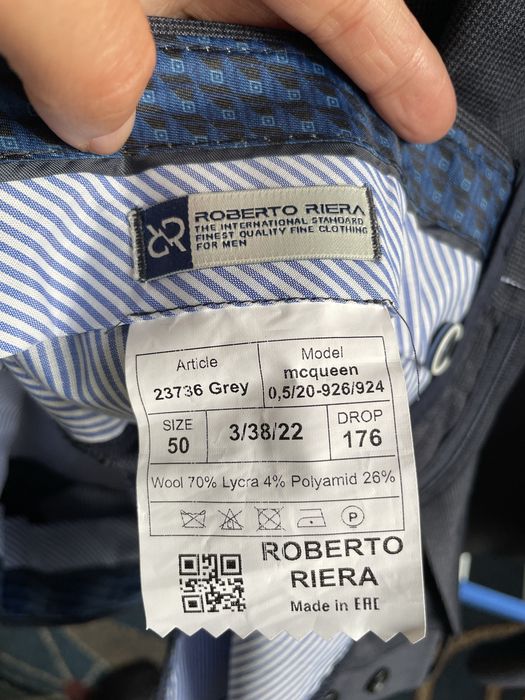 ROBERTO RIERA
THE INTERNATIONAL STANDARD
FINEST QUALITY FINE CLOTHING
FOR MEN
Article
23736 Grey
Model
mcqueen
0,5/20-926/924
SIZE
50
3/38/22
DROP
176
Wool 70% Lycra 4% Polyamid 26%
P
ROBERTO
RIERA
Made in EAC